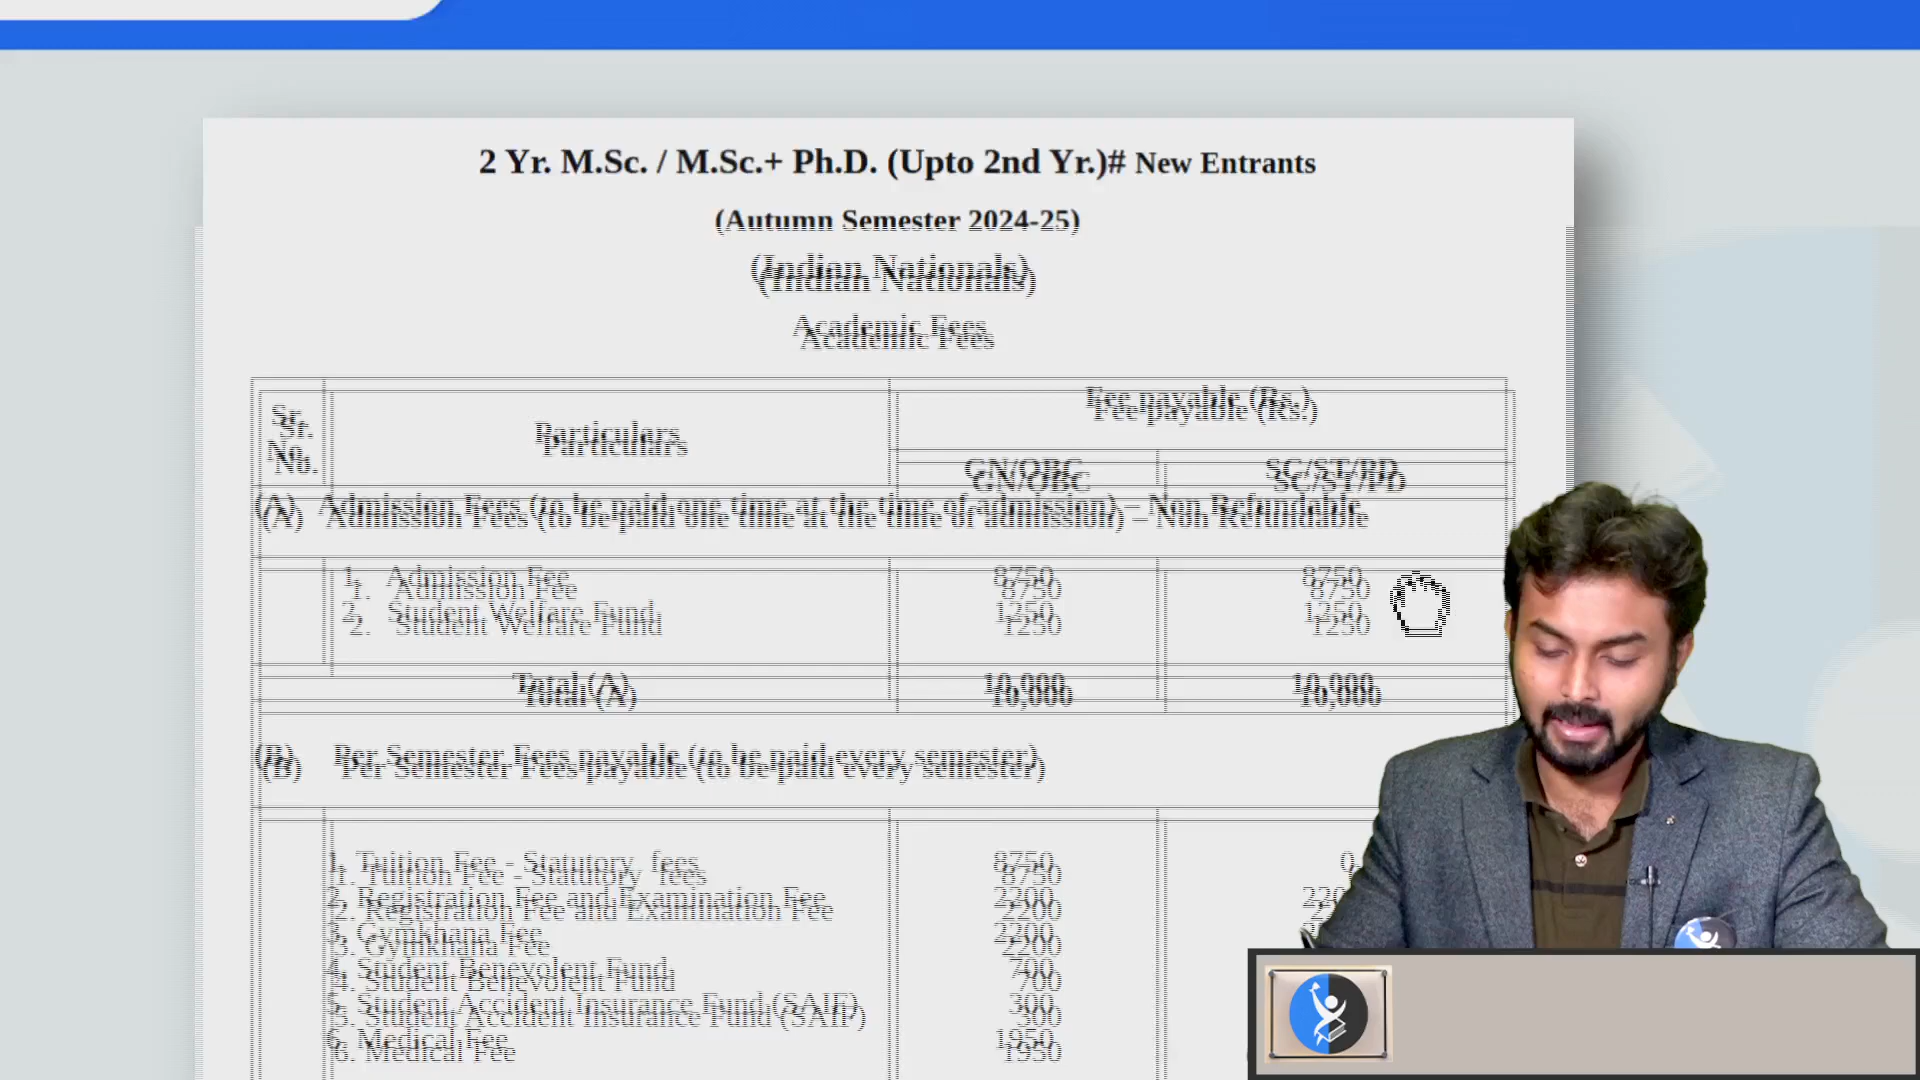 2 Yr. M.Sc. / M.Sc.+ Ph.D. (Upto 2nd Yr.)# New Entrants
(Autumn Semester 2024-25)
(Indian Nationals)
Academic Fees
Sr. No. Particulars Fee payable (Rs.)
GN/OBC SC/ST/PD
(A) Admission Fees (to be paid one time at the time of admission) – Non Refundable
1. Admission Fee 8750 8750
2. Student Welfare Fund 1250 1250
Total (A) 10,000 10,000
(B) Per Semester Fees payable (to be paid every semester)
1. Tuition Fee - Statutory fees 8750 0
2. Registration Fee and Examination Fee 2200
3. Gymkhana Fee 2200
4. Student Benevolent Fund 700
5. Student Accident Insurance Fund (SAIF) 300
6. Medical Fee 1950